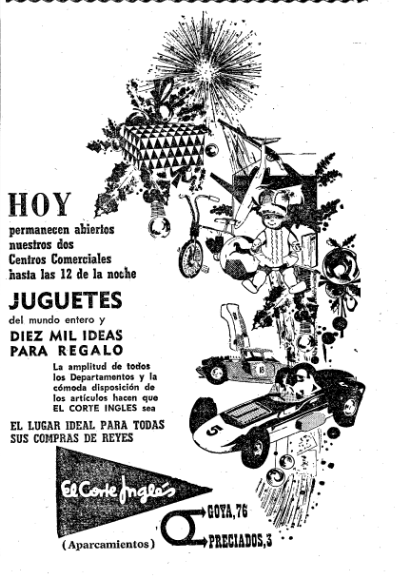 HOY
permanecen abiertos
nuestros dos
Centros Comerciales
hasta las 12 de la noche
JUGUETES
del mundo entero y
DIEZ MIL IDEAS
PARA REGALO
La amplitud de todos
los Departamentos y la
cómoda disposición de
los artículos hacen que
EL CORTE INGLES sea
EL LUGAR IDEAL PARA TODAS
SUS COMPRAS DE REYES
El Corte Inglés
(Aparcamientos)
GOYA, 76
PRECIADOS, 3
8
5